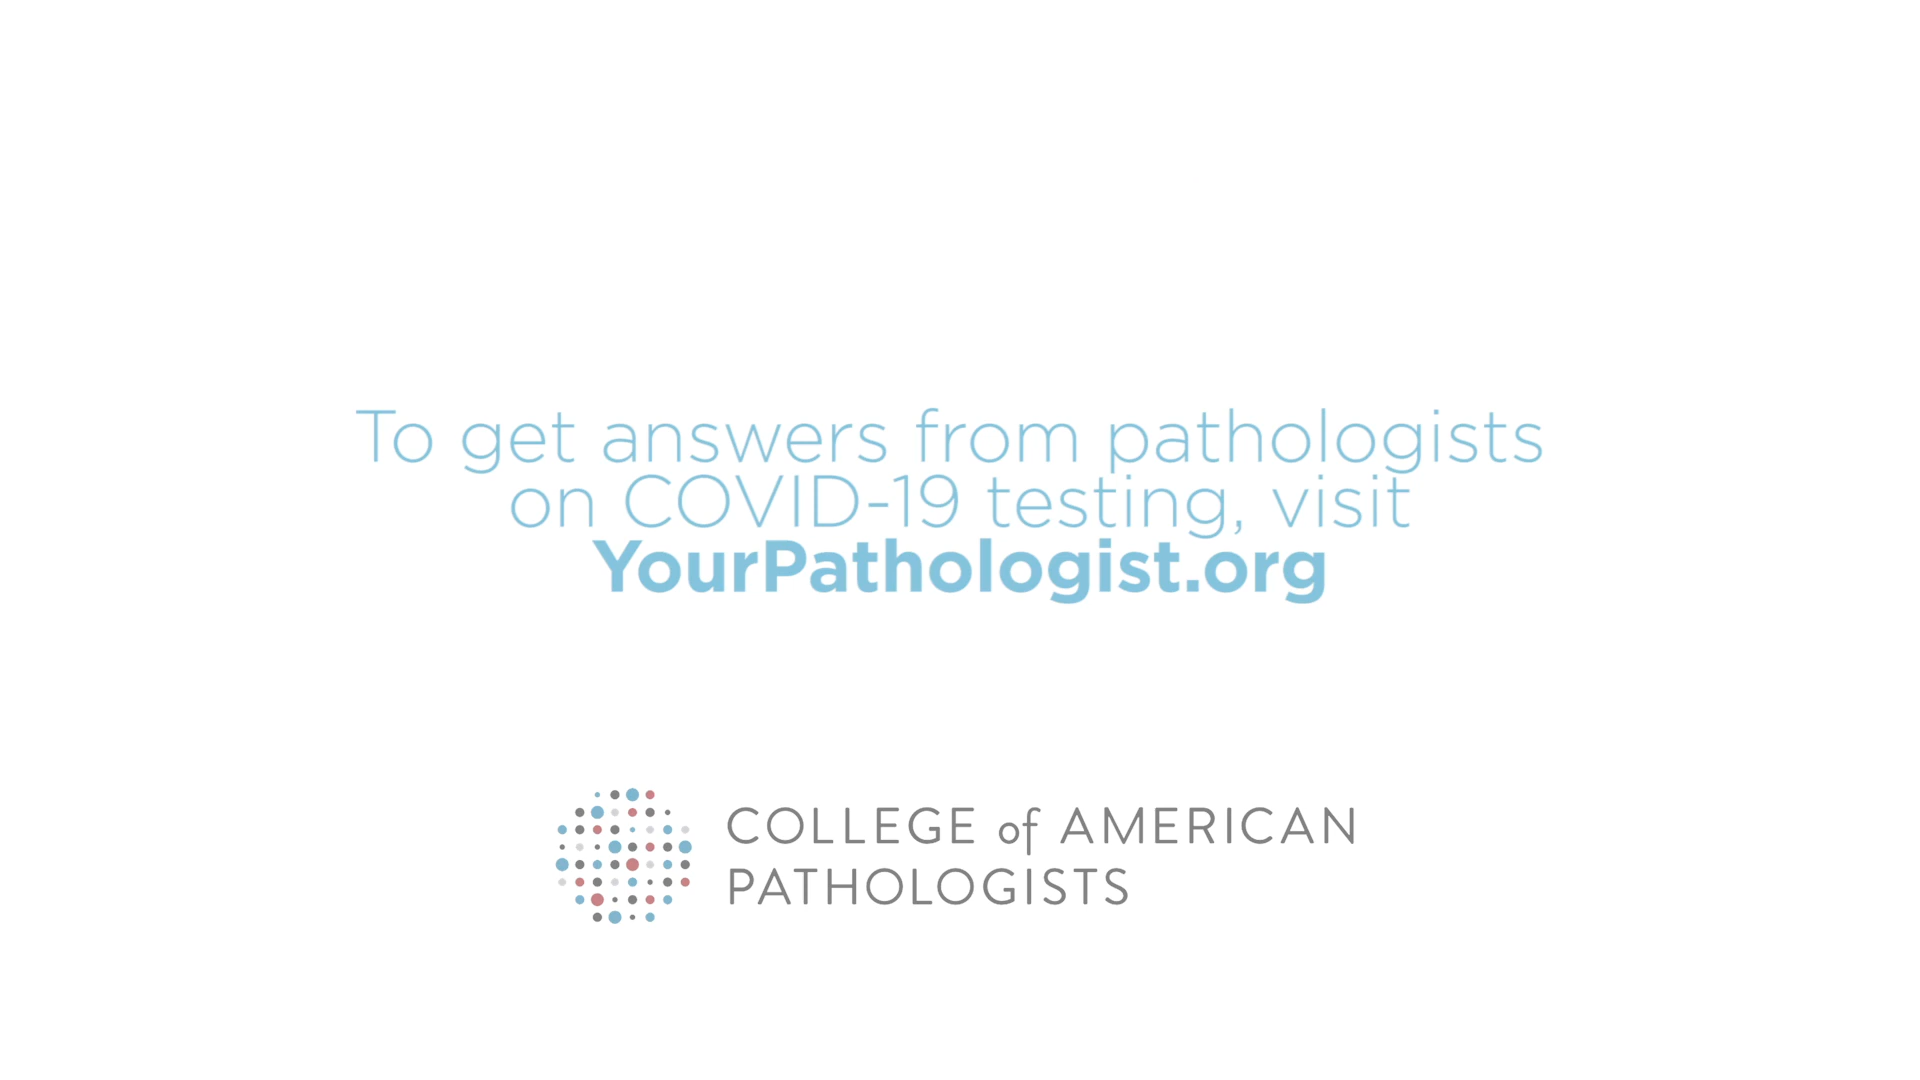 To get answers from pathologists
on COVID-19 testing, visit
YourPathologist.org
COLLEGE of AMERICAN
PATHOLOGISTS